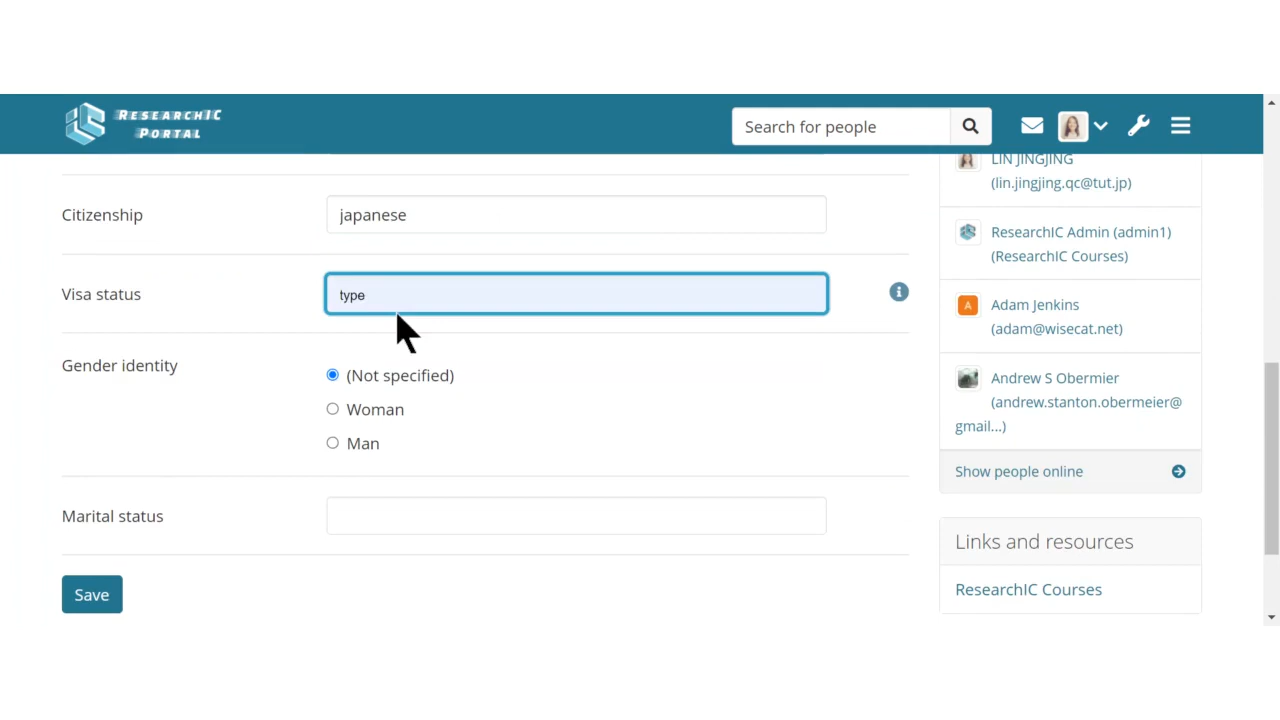 RESEARCHIC
PORTAL
Search for people
LIN JINGJING
(lin.jingjing.qc@tut.jp)
Citizenship
japanese
ResearchIC Admin (admin1)
(ResearchIC Courses)
Visa status
type
A
Adam Jenkins
(adam@wisecat.net)
Gender identity
(Not specified)
Woman
Man
Andrew S Obermier
(andrew.stanton.obermeier@
gmail...)
Show people online
Marital status
Links and resources
Save
ResearchIC Courses